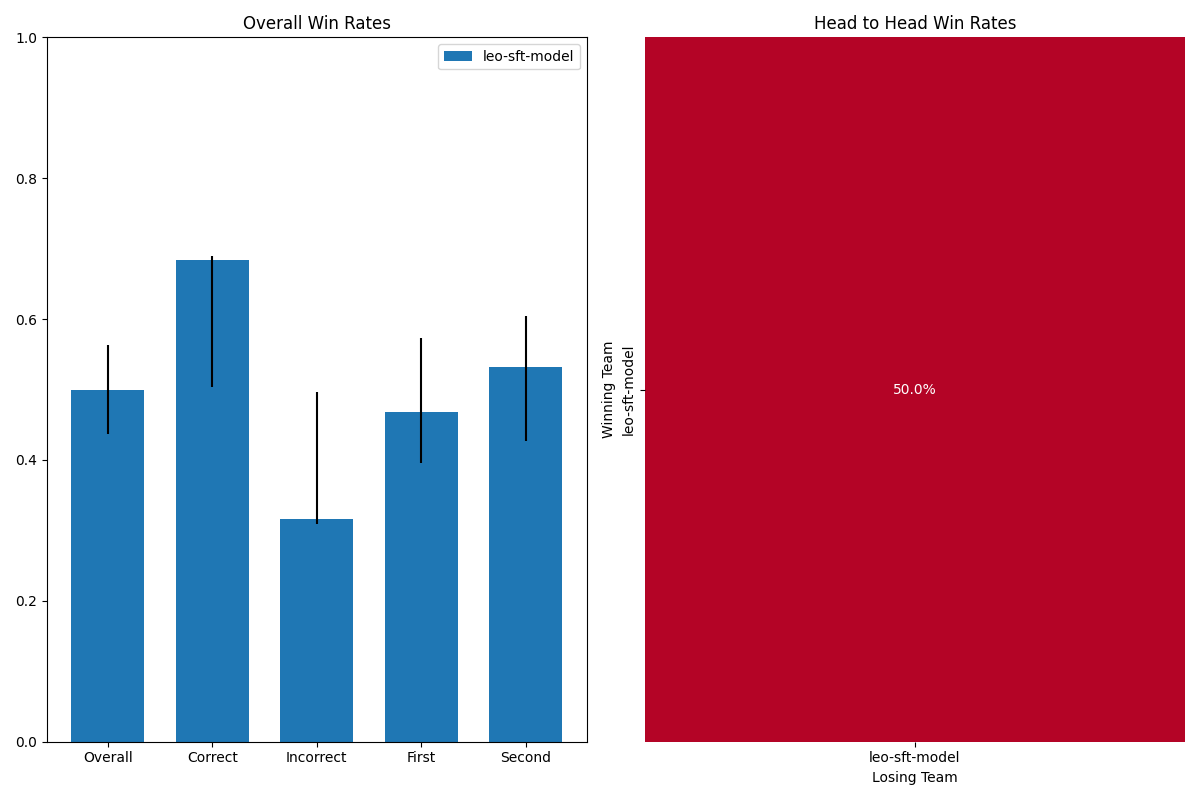 Overall Win Rates
leo-sft-model
1.0
0.8
0.6
0.4
0.2
0.0
Overall
Correct
Incorrect
First
Second
Head to Head Win Rates
Winning Team
leo-sft-model
50.0%
leo-sft-model
Losing Team